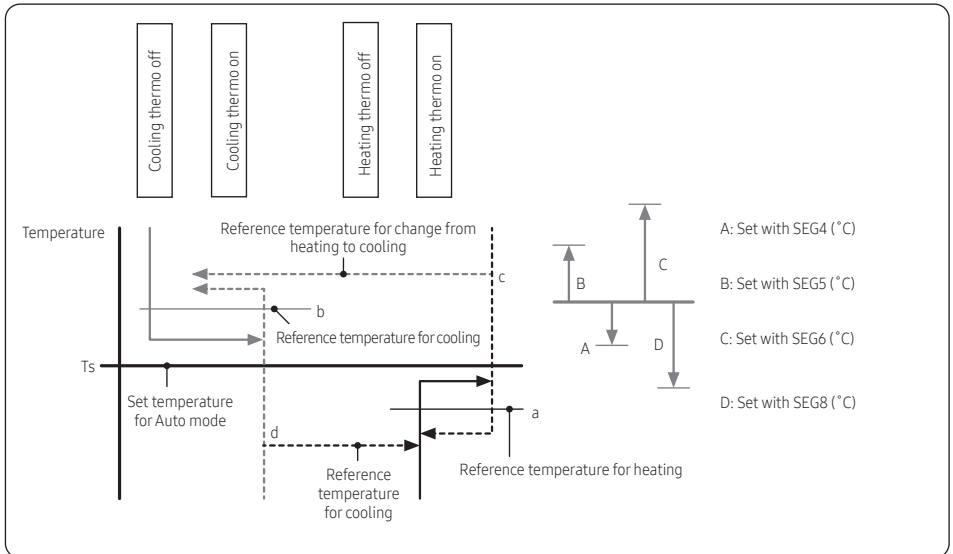 Cooling thermo off
Cooling thermo on
Heating thermo off
Heating thermo on
Temperature
Reference temperature for change from
heating to cooling
c
b
Reference temperature for cooling
Ts
Set temperature
for Auto mode
a
d
Reference temperature for heating
Reference
temperature
for cooling
B
C
A
D
A: Set with SEG4 (˚C)
B: Set with SEG5 (˚C)
C: Set with SEG6 (˚C)
D: Set with SEG8 (˚C)